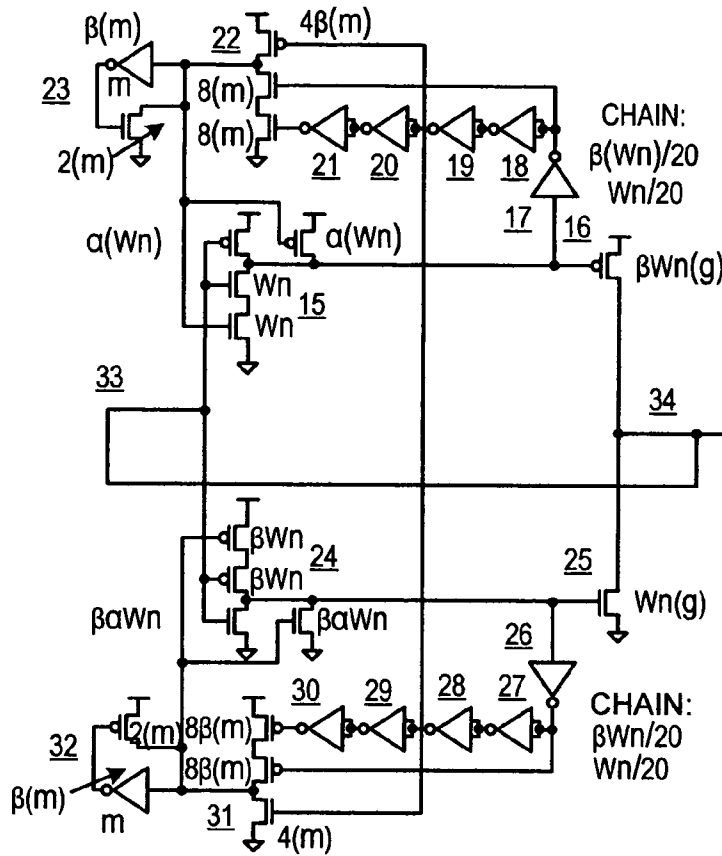 β(m)
22
4β(m)
23
m
8(m)
8(m)
2(m)
21
20
19
18
CHAIN:
β(Wn)/20
Wn/20
17
16
α(Wn)
α(Wn)
Wn
15
Wn
βWn(g)
33
34
βWn
24
βWn
25
βαWn
βαWn
Wn(g)
26
30
29
28
27
CHAIN:
βWn/20
Wn/20
32
2(m)
8β(m)
8β(m)
β(m)
m
31
4(m)